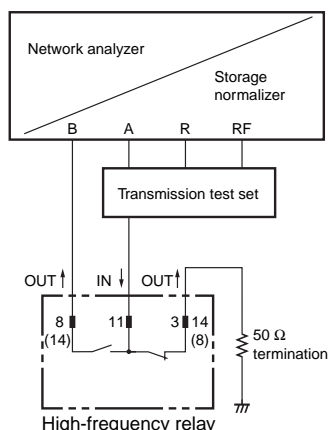 Network analyzer
Storage
normalizer
B A R RF
Transmission test set
OUT IN OUT
8 11 3 14
(14) (8)
50 Ω
termination
High-frequency relay